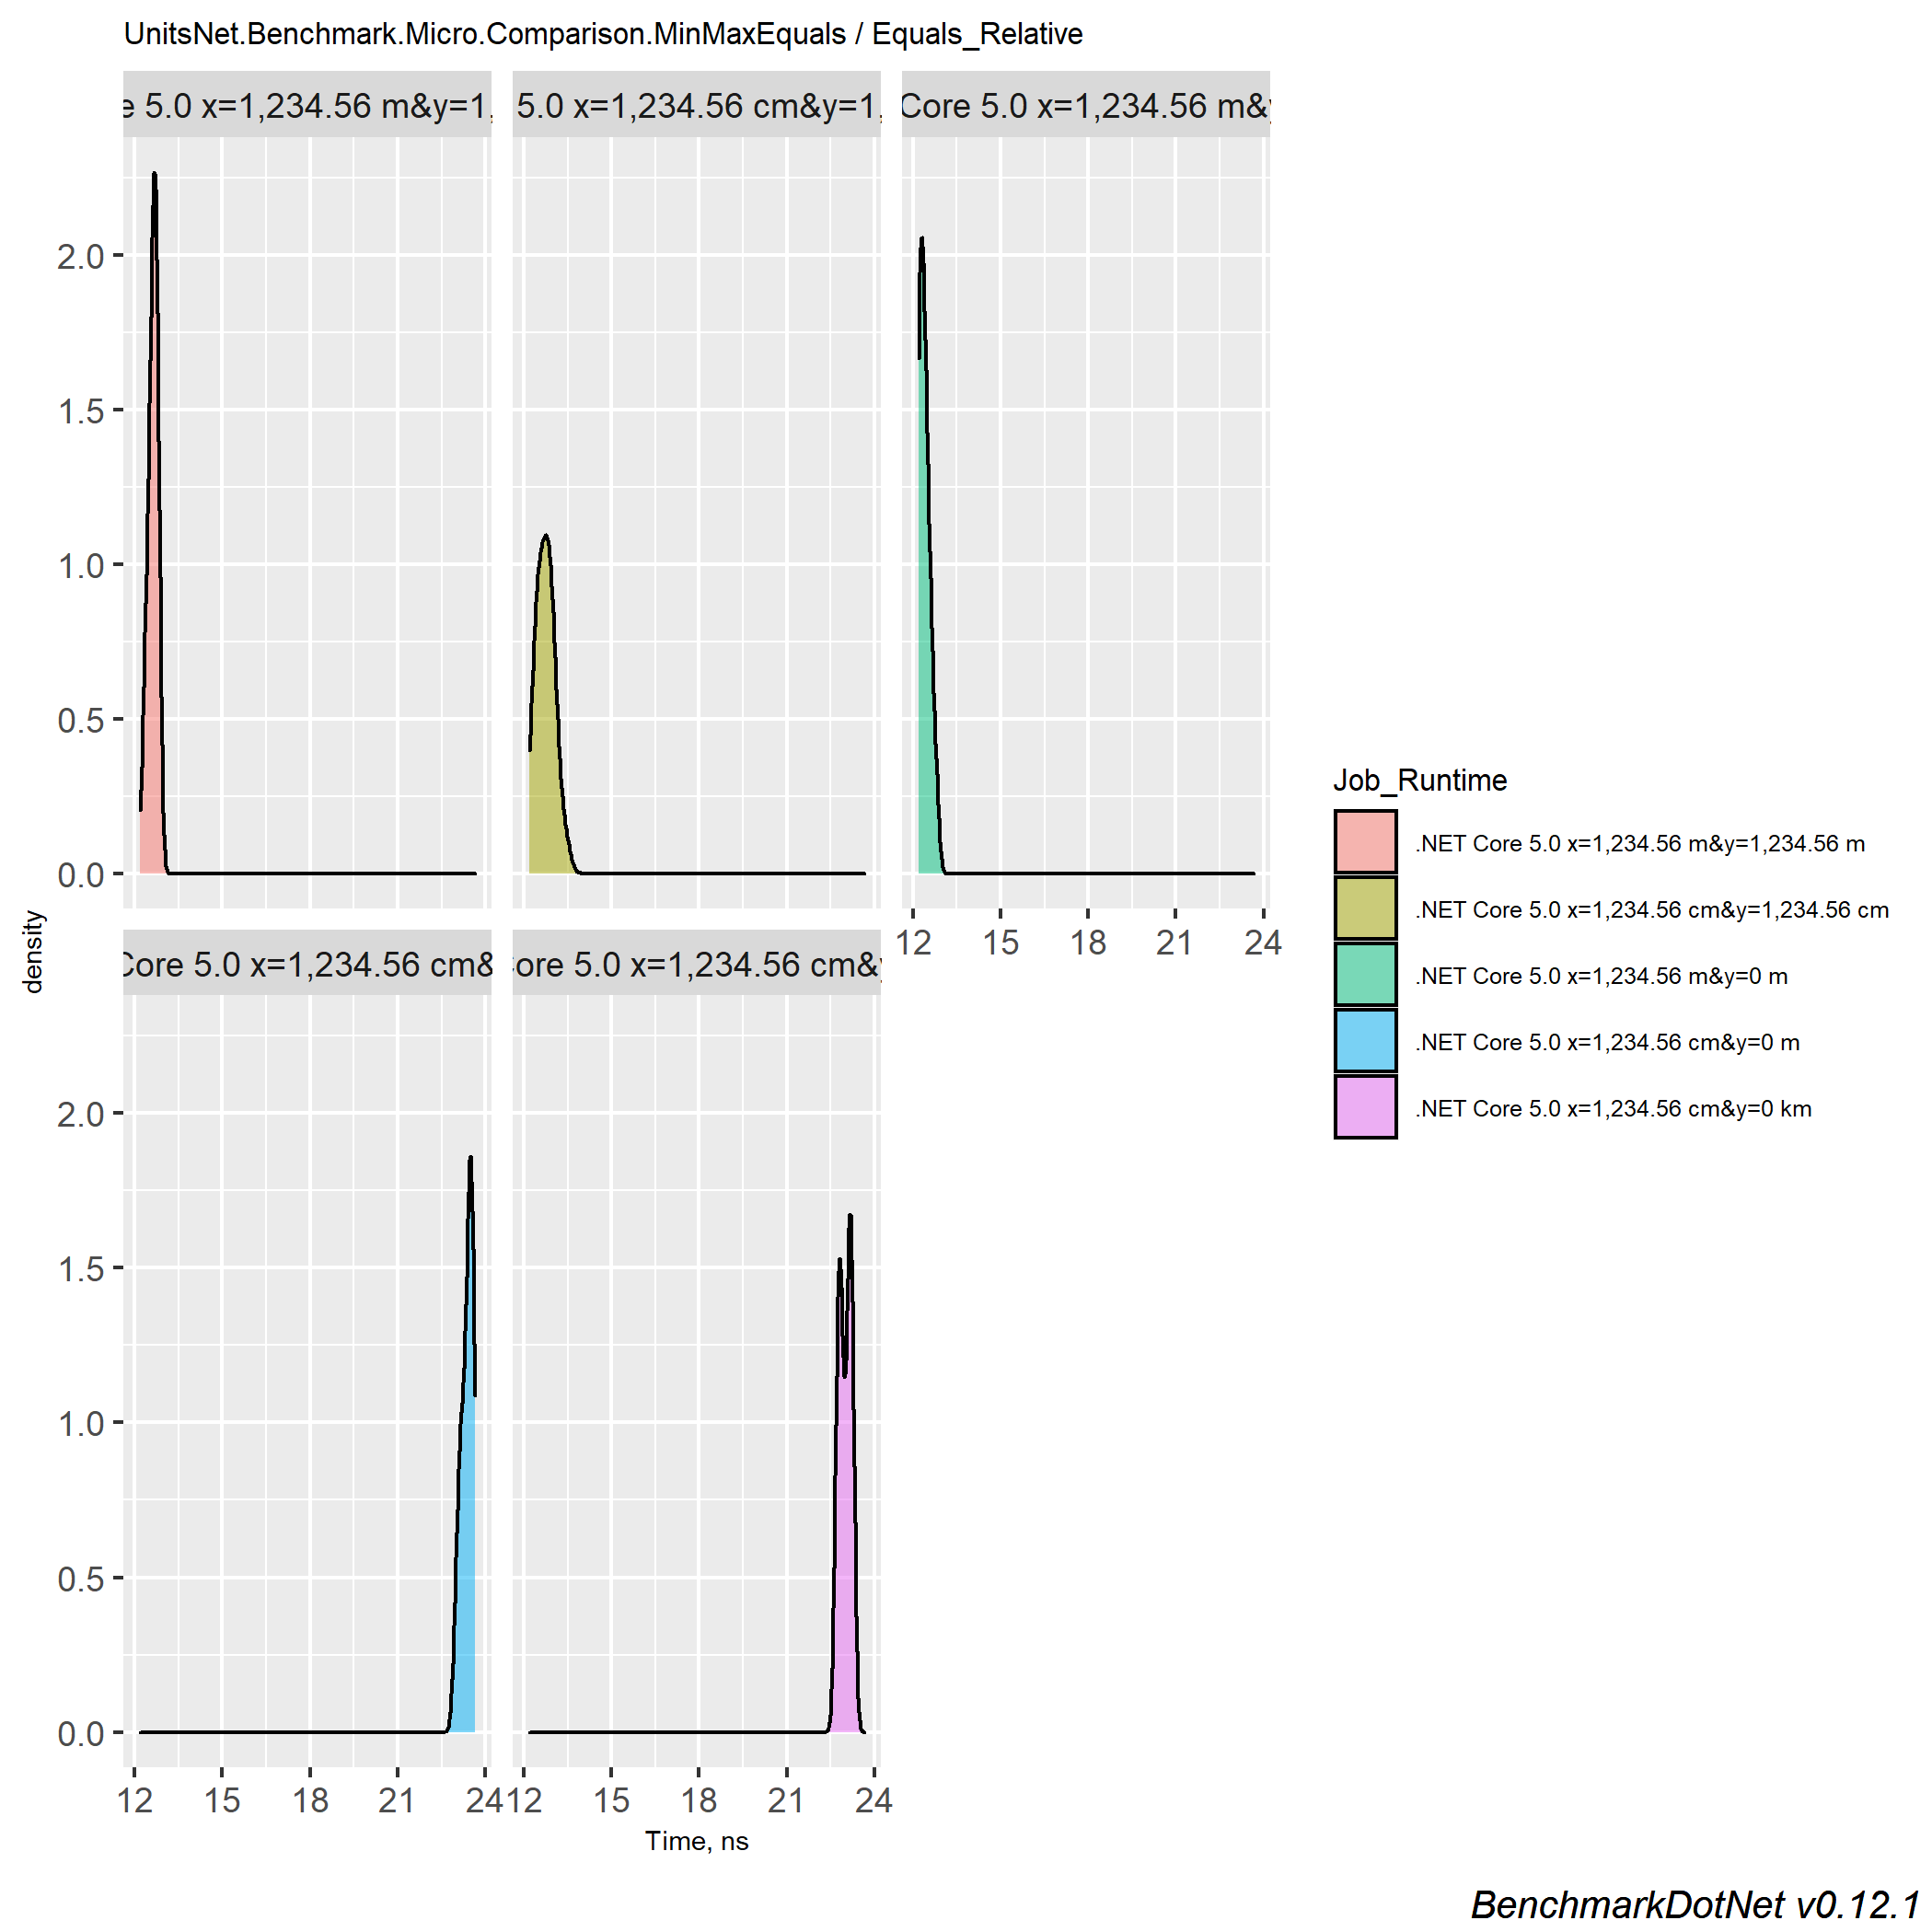 UnitsNet.Benchmark.Micro.Comparison.MinMaxEquals / Equals_Relative
e 5.0 x=1,234.56 m&y=1,
5.0 x=1,234.56 cm&y=1,
Core 5.0 x=1,234.56 m&y
2.0
1.5
1.0
0.5
0.0
12 15 18 21 24
density
Core 5.0 x=1,234.56 cm&
Core 5.0 x=1,234.56 cm&y
2.0
1.5
1.0
0.5
0.0
12 15 18 21 24
12 15 18 21 24
Time, ns
Job_Runtime
.NET Core 5.0 x=1,234.56 m&y=1,234.56 m
.NET Core 5.0 x=1,234.56 cm&y=1,234.56 cm
.NET Core 5.0 x=1,234.56 m&y=0 m
.NET Core 5.0 x=1,234.56 cm&y=0 m
.NET Core 5.0 x=1,234.56 cm&y=0 km
BenchmarkDotNet v0.12.1